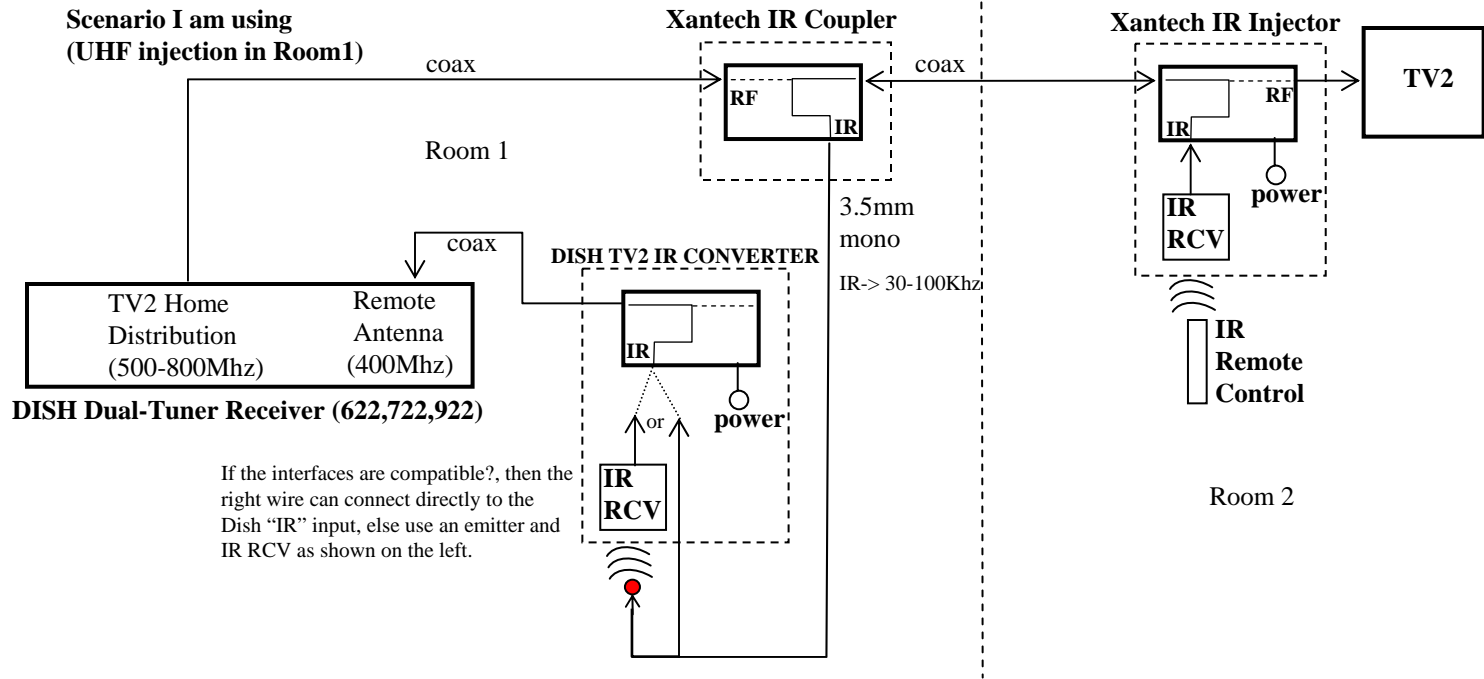 Scenario I am using
(UHF injection in Room1)
Xantech IR Coupler
Xantech IR Injector
coax
coax
RF
IR
RF
IR
TV2
Room 1
3.5mm
mono
IR-> 30-100Khz
power
IR
RCV
coax
DISH TV2 IR CONVERTER
TV2 Home
Distribution
(500-800Mhz)
Remote
Antenna
(400Mhz)
IR
IR
Remote
Control
DISH Dual-Tuner Receiver (622,722,922)
or
power
If the interfaces are compatible?, then the
right wire can connect directly to the
Dish “IR” input, else use an emitter and
IR RCV as shown on the left.
IR
RCV
Room 2